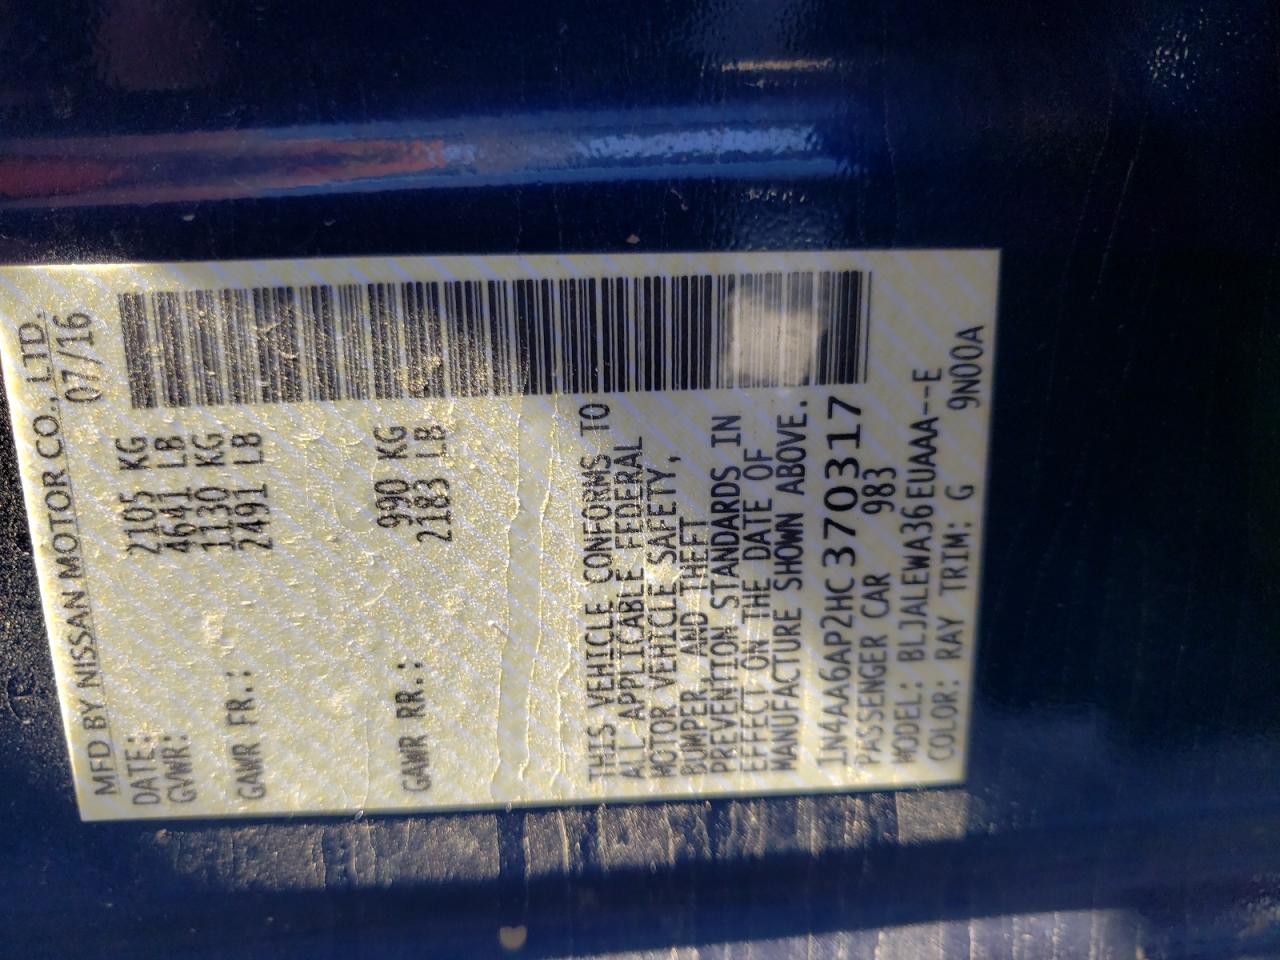 MFD BY NISSAN MOTOR CO., LTD.
DATE: 07/16
GVWR: 2105 KG
4641 LB
GAWR FR.: 1130 KG
2491 LB
GAWR RR.: 990 KG
2183 LB
THIS VEHICLE CONFORMS TO
ALL APPLICABLE FEDERAL
MOTOR VEHICLE SAFETY,
BUMPER, AND THEFT
PREVENTION STANDARDS IN
EFFECT ON THE DATE OF
MANUFACTURE SHOWN ABOVE.
1N4AA6AP2HC370317
PASSENGER CAR 983
MODEL: BLJALEWA36EUAAA--E
COLOR: RAY TRIM: G 9N00A